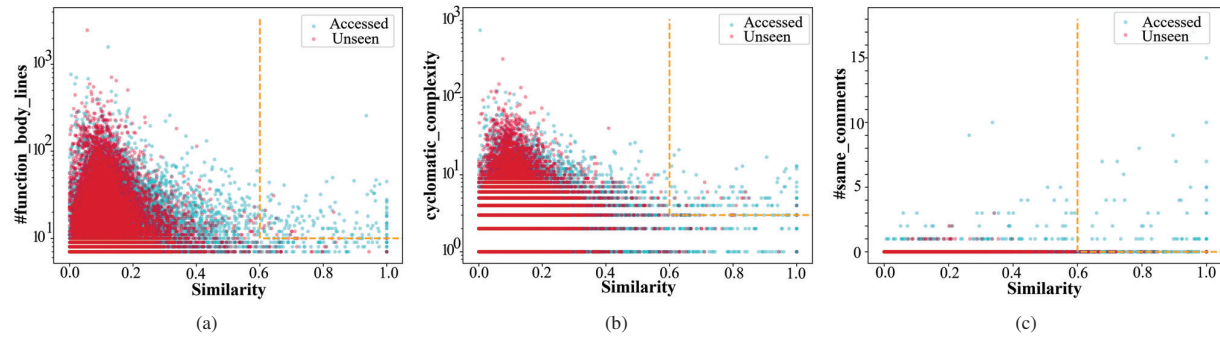 Accessed
Unseen
10³
10²
10¹
#function_body_lines
0.0 0.2 0.4 0.6 0.8 1.0
Similarity
(a)
Accessed
Unseen
10³
10²
10¹
10⁰
cyclomatic_complexity
0.0 0.2 0.4 0.6 0.8 1.0
Similarity
(b)
Accessed
Unseen
15
10
5
0
#same_comments
0.0 0.2 0.4 0.6 0.8 1.0
Similarity
(c)